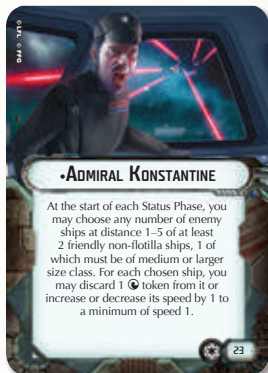 © LFL © FFG
•ADMIRAL KONSTANTINE
At the start of each Status Phase, you
may choose any number of enemy
ships at distance 1–5 of at least
2 friendly non-flotilla ships, 1 of
which must be of medium or larger
size class. For each chosen ship, you
may discard 1 token from it or
increase or decrease its speed by 1 to
a minimum of speed 1.
23